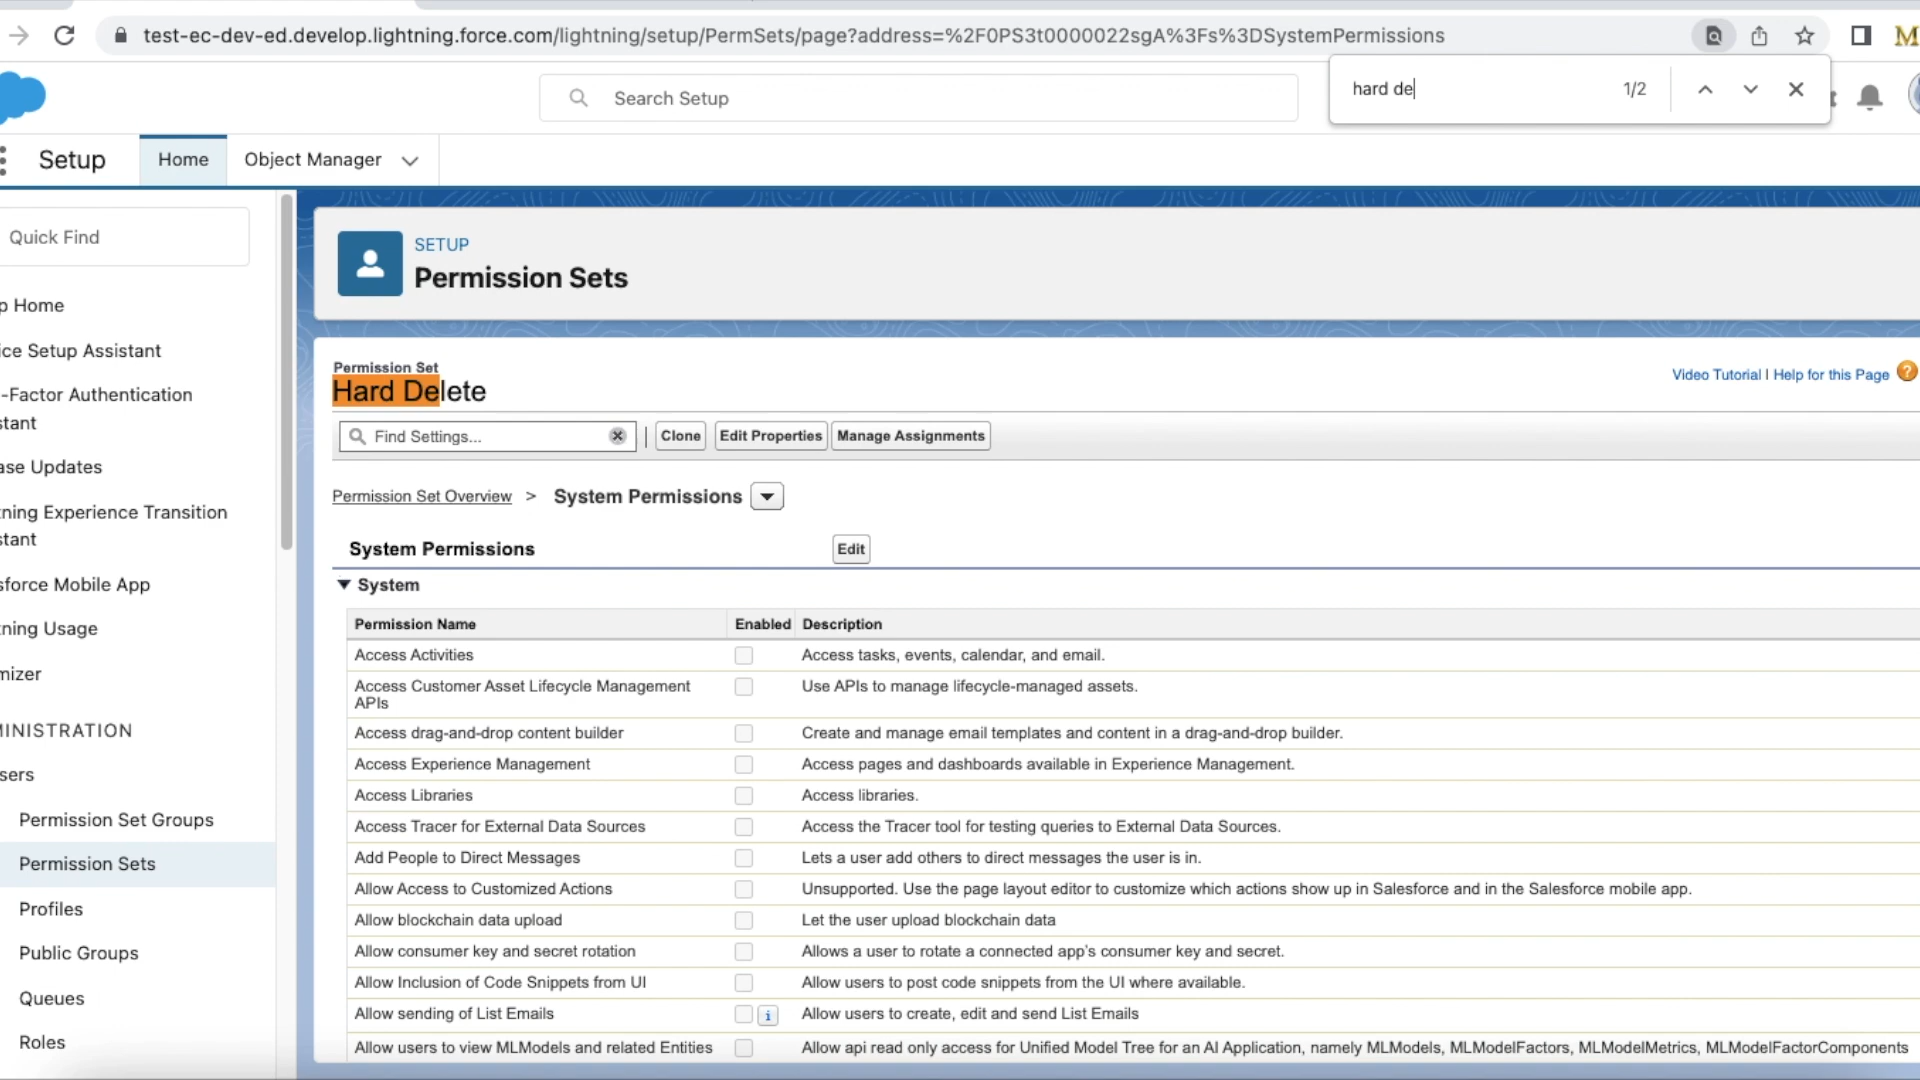 test-ec-dev-ed.develop.lightning.force.com/lightning/setup/PermSets/page?address=%2F0PS3t0000022sgA%3Fs%3DSystemPermissions
M
hard de 1/2
Search Setup
Setup Home Object Manager
Quick Find
p Home
ice Setup Assistant
-Factor Authentication
stant
ase Updates
tning Experience Transition
stant
sforce Mobile App
tning Usage
mizer
MINISTRATION
sers
Permission Set Groups
Permission Sets
Profiles
Public Groups
Queues
Roles
SETUP
Permission Sets
Permission Set
Hard Delete
Video Tutorial | Help for this Page ?
Find Settings... | Clone Edit Properties Manage Assignments
Permission Set Overview > System Permissions
System Permissions Edit
System
Permission Name Enabled Description
Access Activities Access tasks, events, calendar, and email.
Access Customer Asset Lifecycle Management Use APIs to manage lifecycle-managed assets.
APIs
Access drag-and-drop content builder Create and manage email templates and content in a drag-and-drop builder.
Access Experience Management Access pages and dashboards available in Experience Management.
Access Libraries Access libraries.
Access Tracer for External Data Sources Access the Tracer tool for testing queries to External Data Sources.
Add People to Direct Messages Lets a user add others to direct messages the user is in.
Allow Access to Customized Actions Unsupported. Use the page layout editor to customize which actions show up in Salesforce and in the Salesforce mobile app.
Allow blockchain data upload Let the user upload blockchain data
Allow consumer key and secret rotation Allows a user to rotate a connected app's consumer key and secret.
Allow Inclusion of Code Snippets from UI Allow users to post code snippets from the UI where available.
Allow sending of List Emails i Allow users to create, edit and send List Emails
Allow users to view MLModels and related Entities Allow api read only access for Unified Model Tree for an AI Application, namely MLModels, MLModelFactors, MLModelMetrics, MLModelFactorComponents